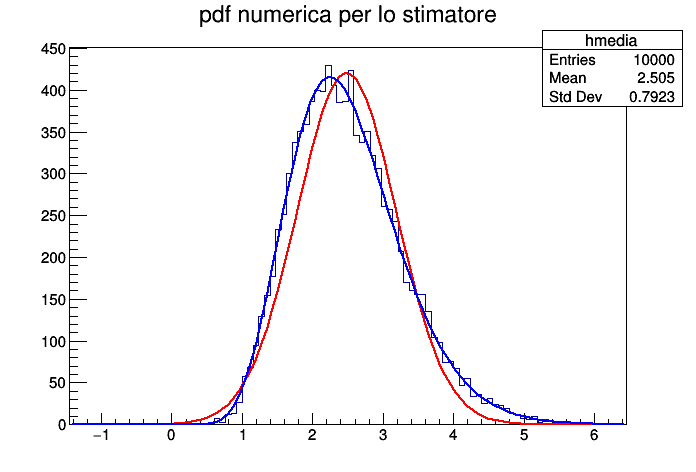 pdf numerica per lo stimatore
hmedia
Entries 10000
Mean 2.505
Std Dev 0.7923
450
400
350
300
250
200
150
100
50
0
−1 0 1 2 3 4 5 6